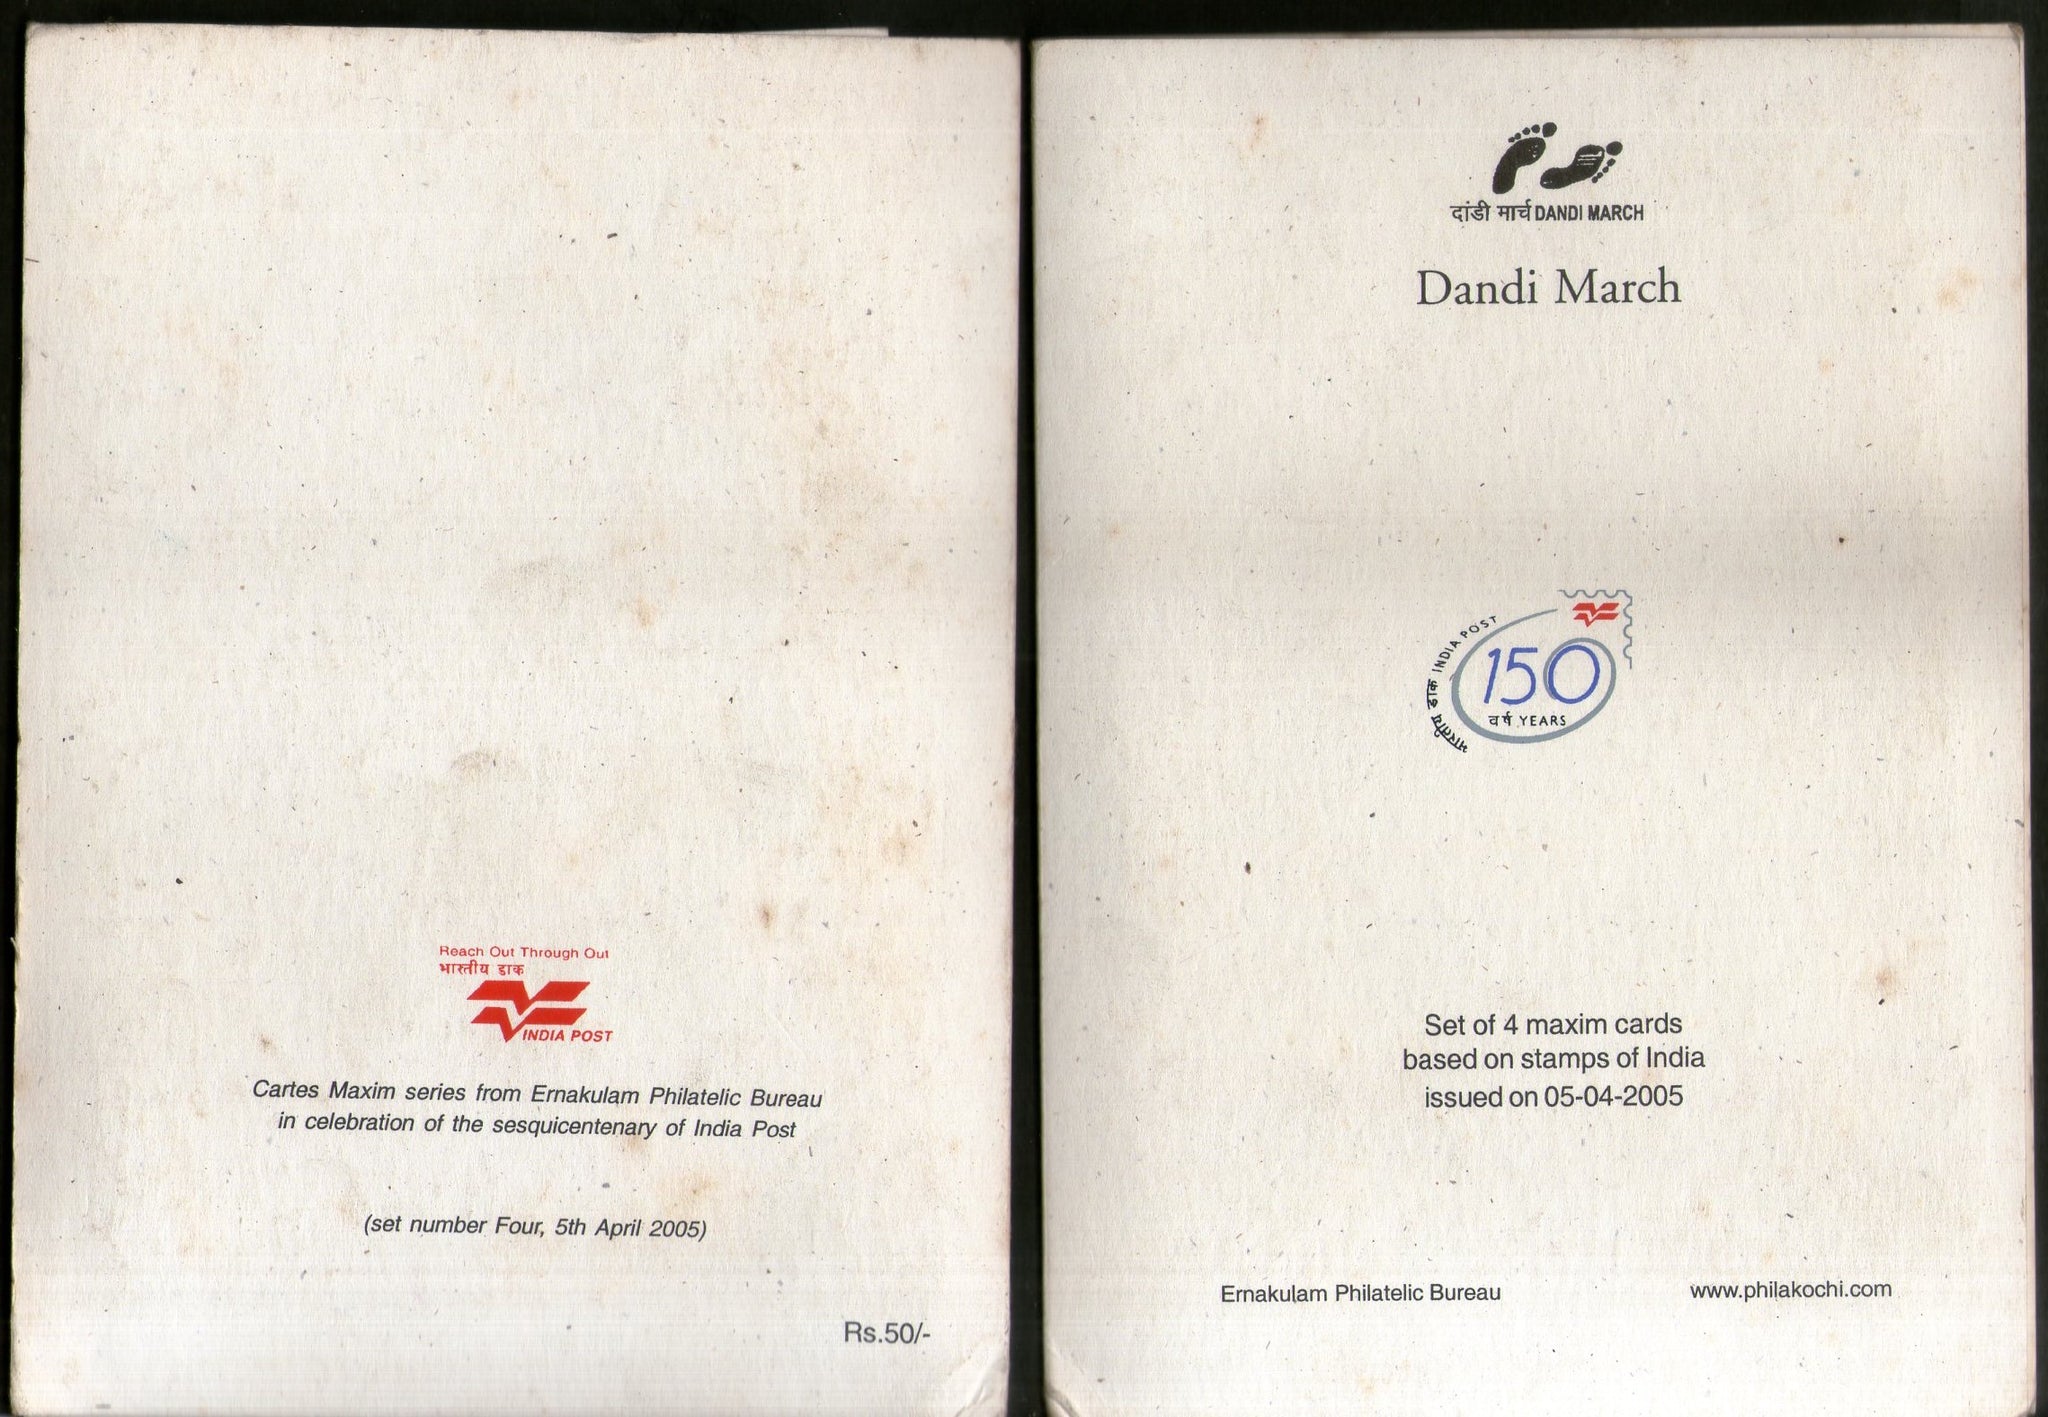 Reach Out Through Out
भारतीय डाक
INDIA POST
Cartes Maxim series from Ernakulam Philatelic Bureau
in celebration of the sesquicentenary of India Post
(set number Four, 5th April 2005)
Rs.50/-
दांडी मार्च DANDI MARCH
Dandi March
भारतीय डाक INDIA POST
150
वर्ष YEARS
Set of 4 maxim cards
based on stamps of India
issued on 05-04-2005
Ernakulam Philatelic Bureau
www.philakochi.com